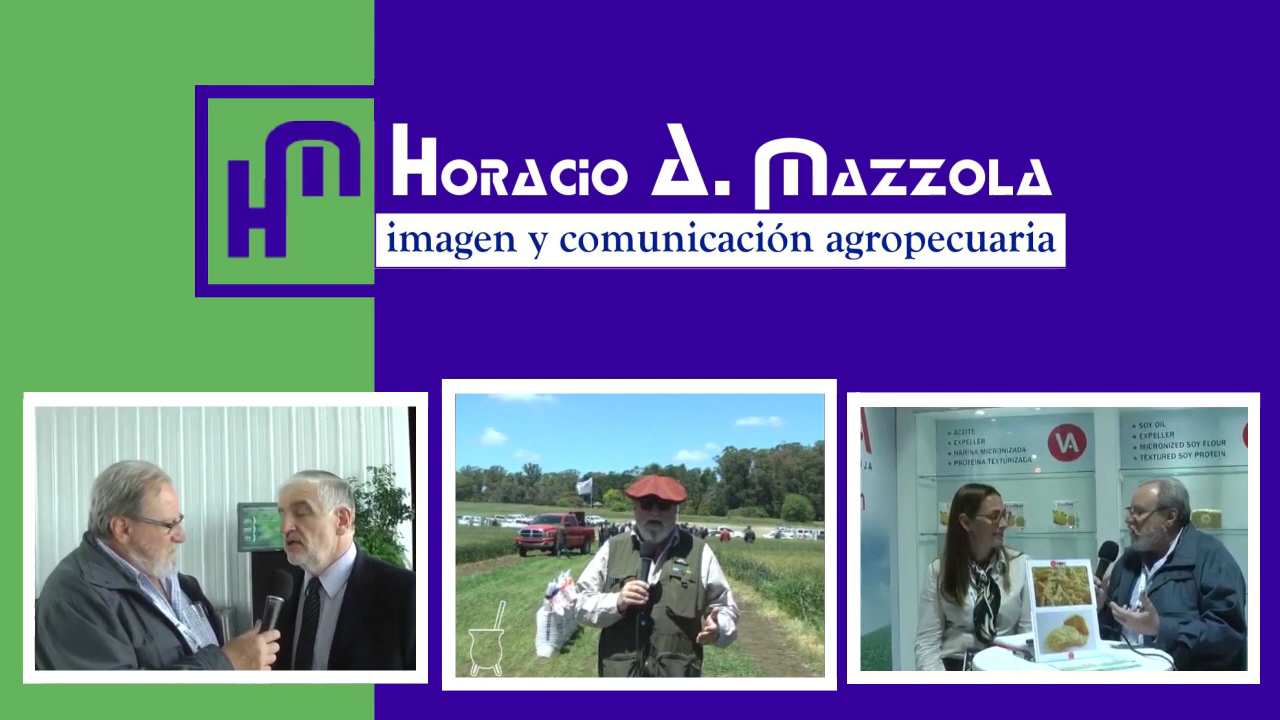 HM
HORACIO A. MAZZOLA
imagen y comunicación agropecuaria
• ACEITE
• EXPELLER
• HARINA MICRONIZADA
• PROTEINA TEXTURIZADA
VA
• SOY OIL
• EXPELLER
• MICRONIZED SOY FLOUR
• TEXTURED SOY PROTEIN